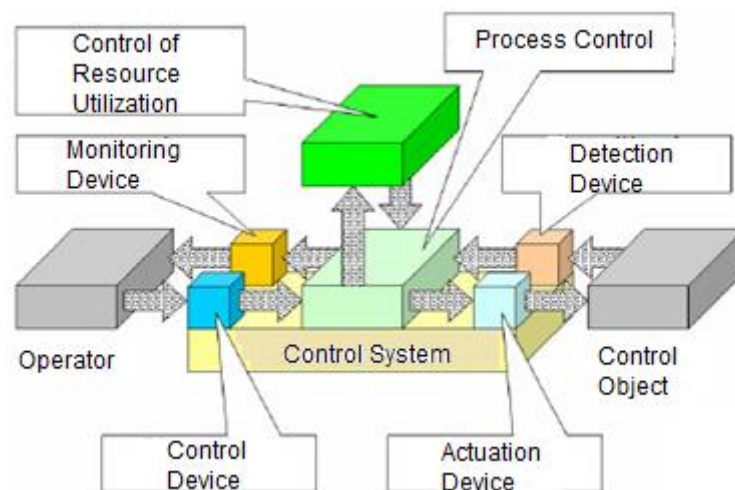 Control of
Resource
Utilization
Process Control
Monitoring
Device
Detection
Device
Operator
Control System
Control
Object
Control
Device
Actuation
Device